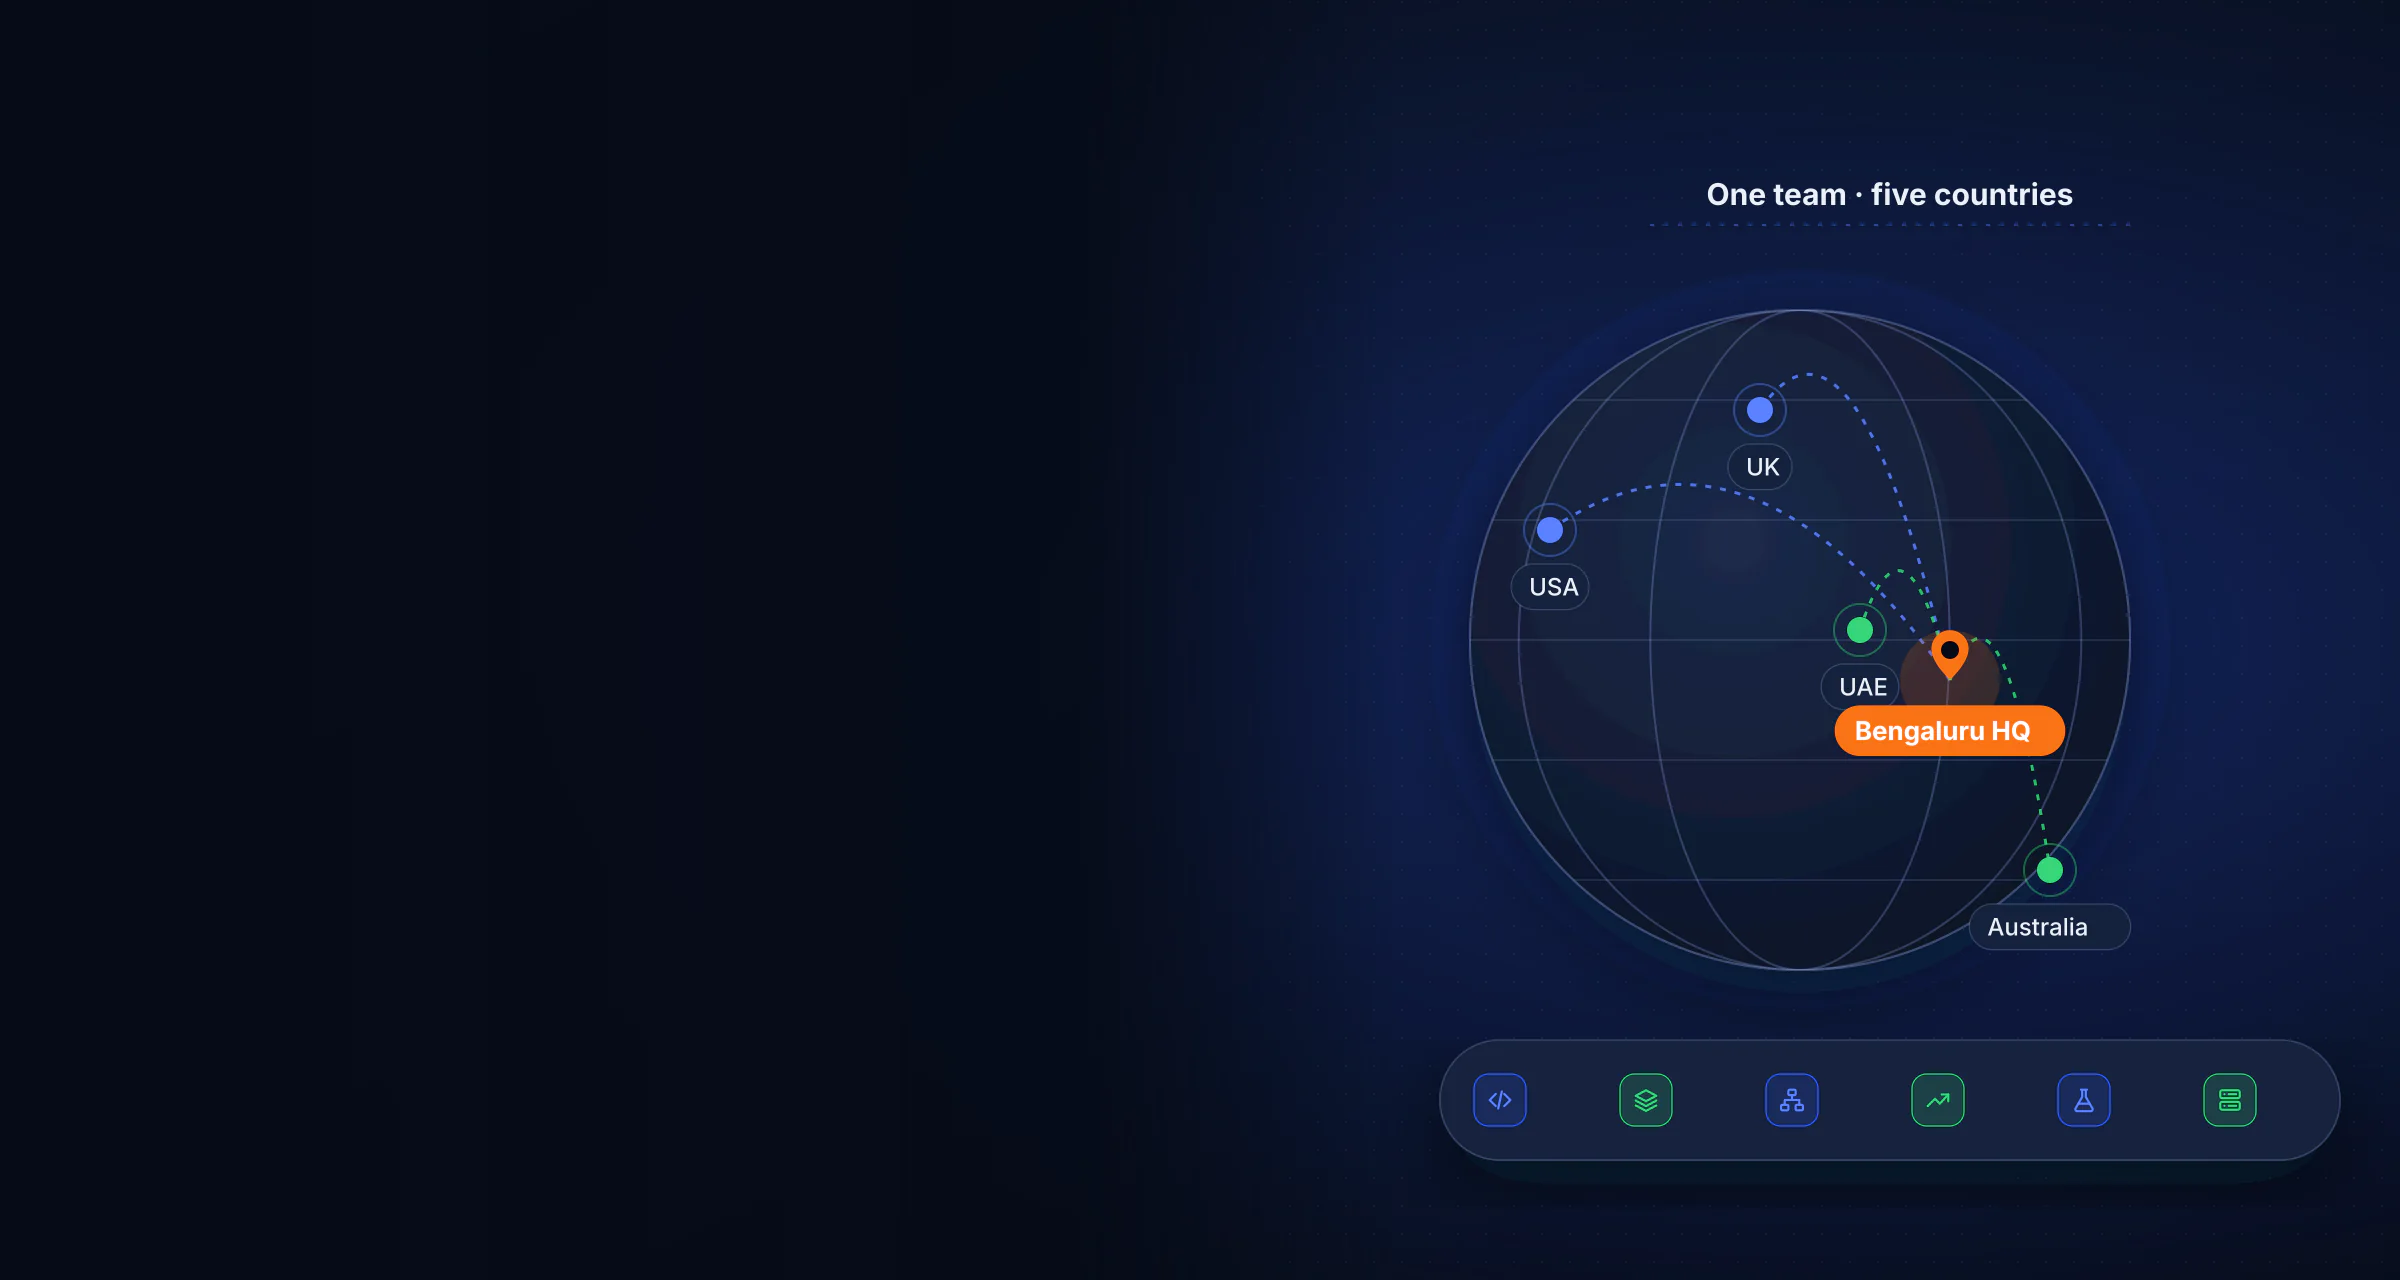 One team · five countries
UK
USA
UAE
Bengaluru HQ
Australia